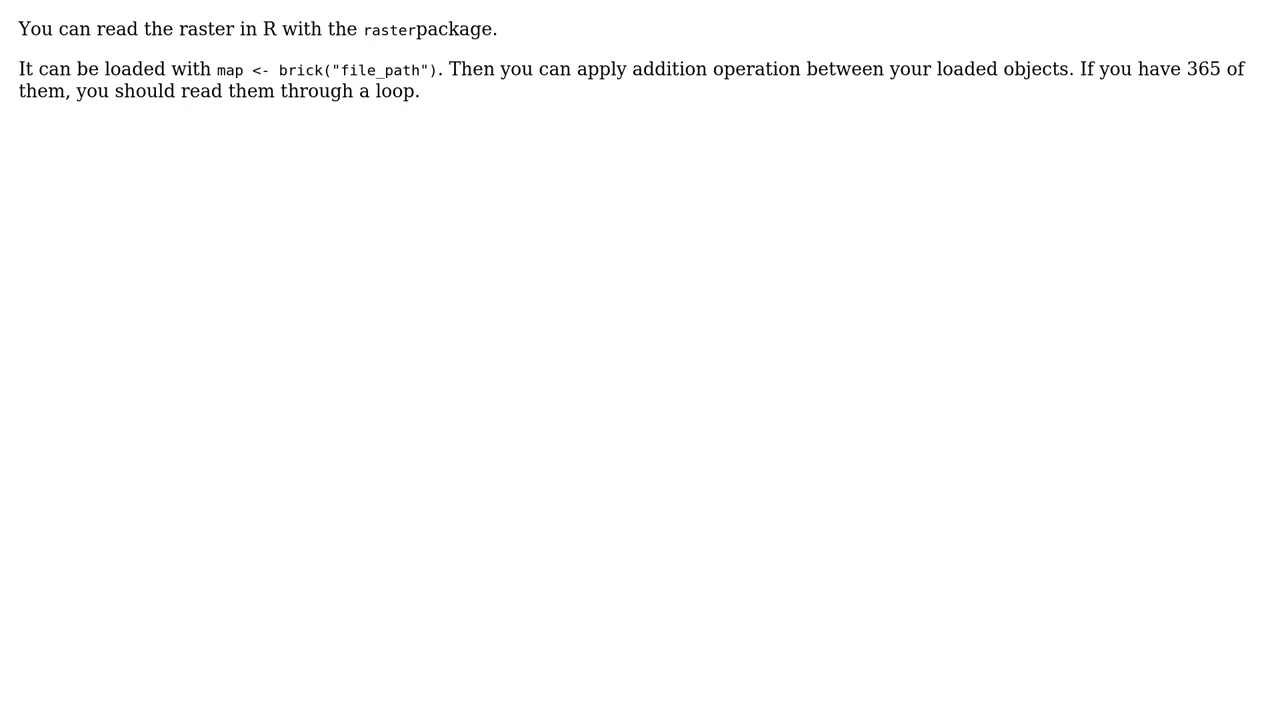 You can read the raster in R with the rasterpackage.
It can be loaded with map <- brick("file_path"). Then you can apply addition operation between your loaded objects. If you have 365 of
them, you should read them through a loop.